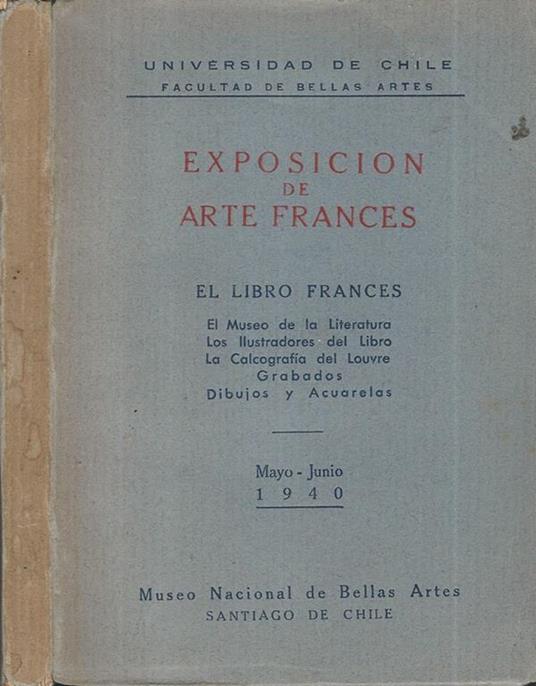 UNIVERSIDAD DE CHILE
FACULTAD DE BELLAS ARTES
EXPOSICION
DE
ARTE FRANCES
EL LIBRO FRANCES
El Museo de la Literatura
Los Ilustradores del Libro
La Calcografía del Louvre
Grabados
Dibujos y Acuarelas
Mayo - Junio
1940
Museo Nacional de Bellas Artes
SANTIAGO DE CHILE